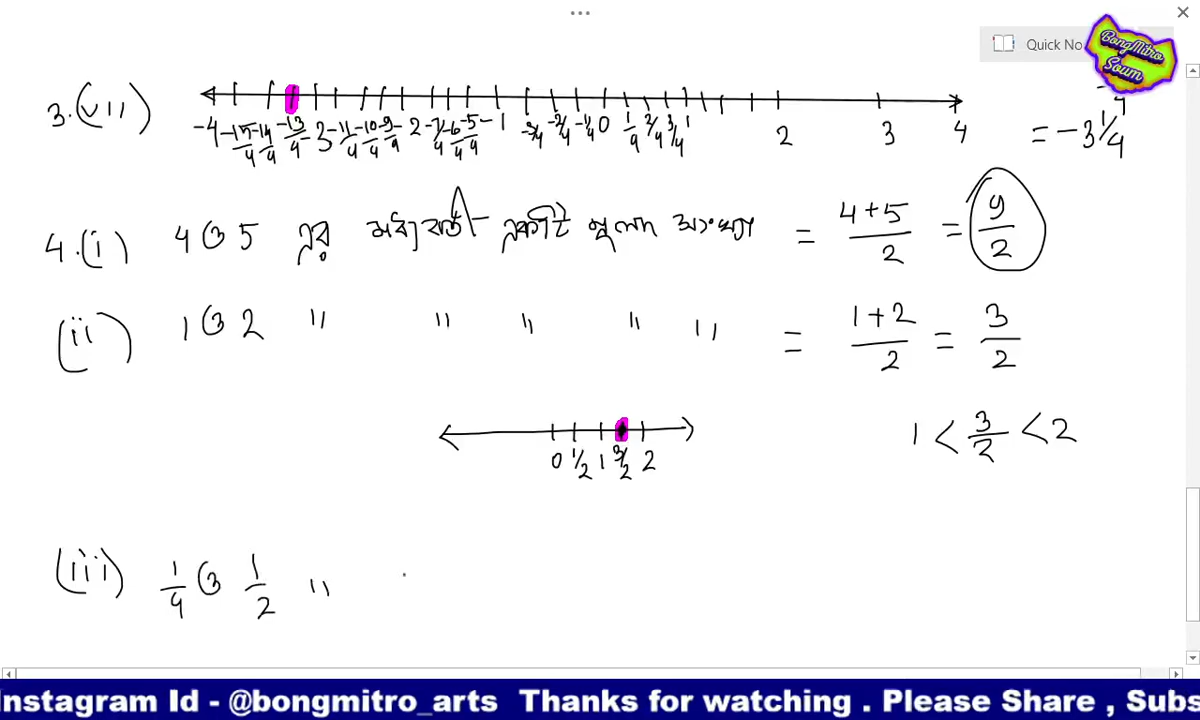 Quick No
BongMitro
Soum
3.(vii)
-4 -15/4 -14/4 -13/4 -3 -11/4 -10/4 -9/4 -2 -7/4 -6/4 -5/4 -1 -3/4 -2/4 -1/4 0 1/4 2/4 3/4 1 2 3 4
= -3 1/4
4.(i) 4 ও 5 এর মধ্যবর্তী একটি মূলদ সংখ্যা = (4+5)/2 = 9/2
(ii) 1 ও 2 " " " " " = (1+2)/2 = 3/2
0 1/2 1 3/2 2
1 < 3/2 < 2
(iii) 1/4 ও 1/2 "
Instagram Id - @bongmitro_arts Thanks for watching . Please Share , Subs